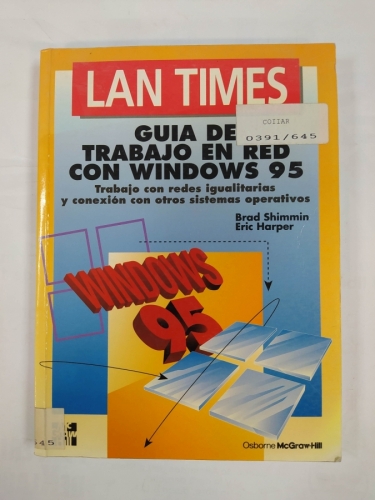 LAN TIMES
COTIAR
0391/645
GUIA DE
TRABAJO EN RED
CON WINDOWS 95
Trabajo con redes igualitarias
y conexión con otros sistemas operativos
Brad Shimmin
Eric Harper
WINDOWS
95
645
Osborne McGraw-Hill